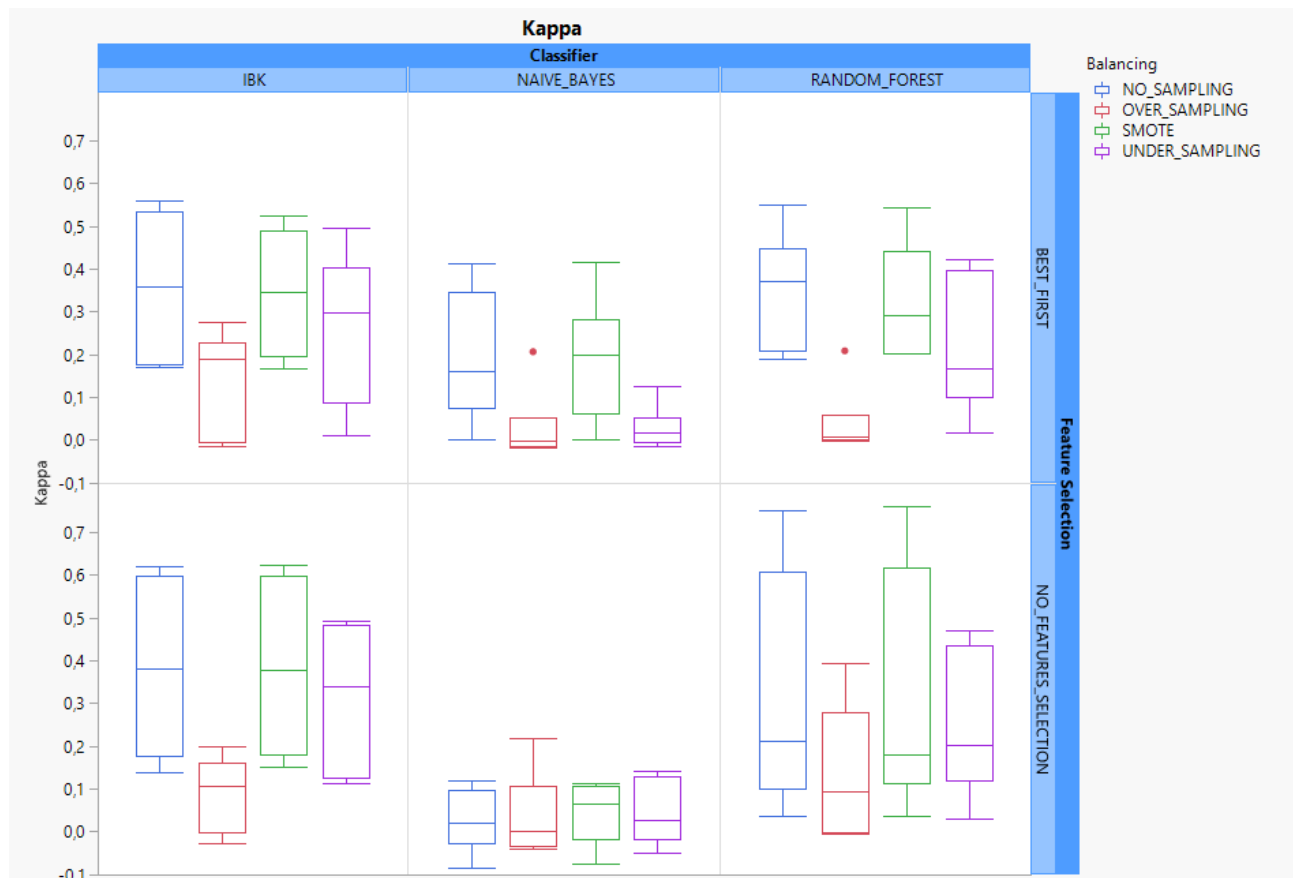 Kappa
Classifier
IBK
NAIVE_BAYES
RANDOM_FOREST
Balancing
NO_SAMPLING
OVER_SAMPLING
SMOTE
UNDER_SAMPLING
Kappa
0,7
0,6
0,5
0,4
0,3
0,2
0,1
0,0
-0,1
0,7
0,6
0,5
0,4
0,3
0,2
0,1
0,0
-0,1
BEST_FIRST
NO_FEATURES_SELECTION
Feature Selection